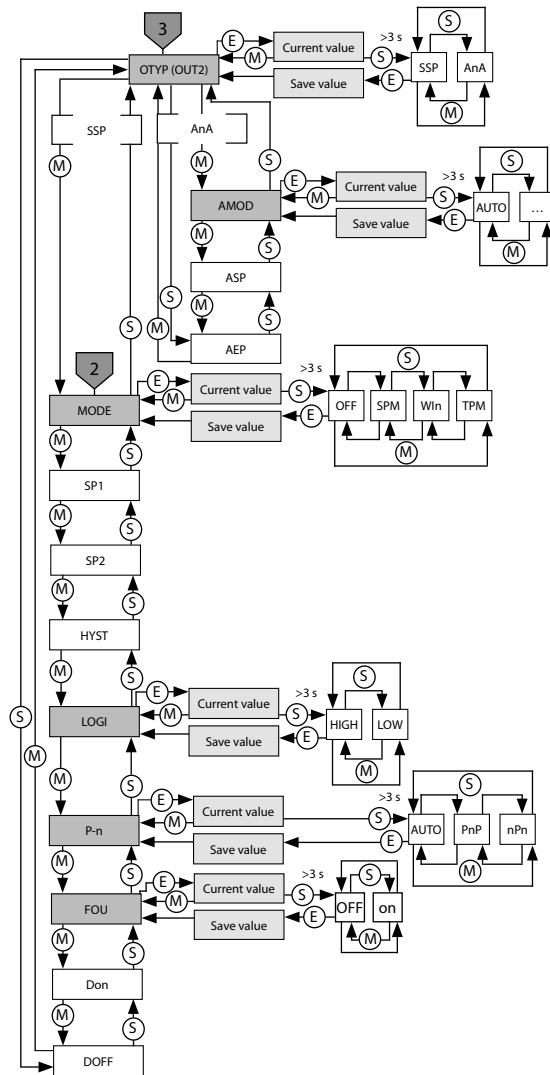 3
E Current value >3 s S
OTYP (OUT2) M S SSP AnA
Save value E
M
SSP AnA
M M S
E Current value >3 s S
AMOD M S AUTO ...
Save value E
M
M S
ASP
S M M S
AEP
S
2
E Current value >3 s S
MODE M S OFF SPM WIn TPM
Save value E
M
M S
SP1
M S
SP2
M S
HYST
M S
E Current value >3 s S
LOGI M S HIGH LOW
Save value E
M
S M
M S
E Current value >3 s S
P-n M S AUTO PnP nPn
Save value E
M
M S
E Current value >3 s S
FOU M S OFF on
Save value E
M
M S
Don
M S
DOFF